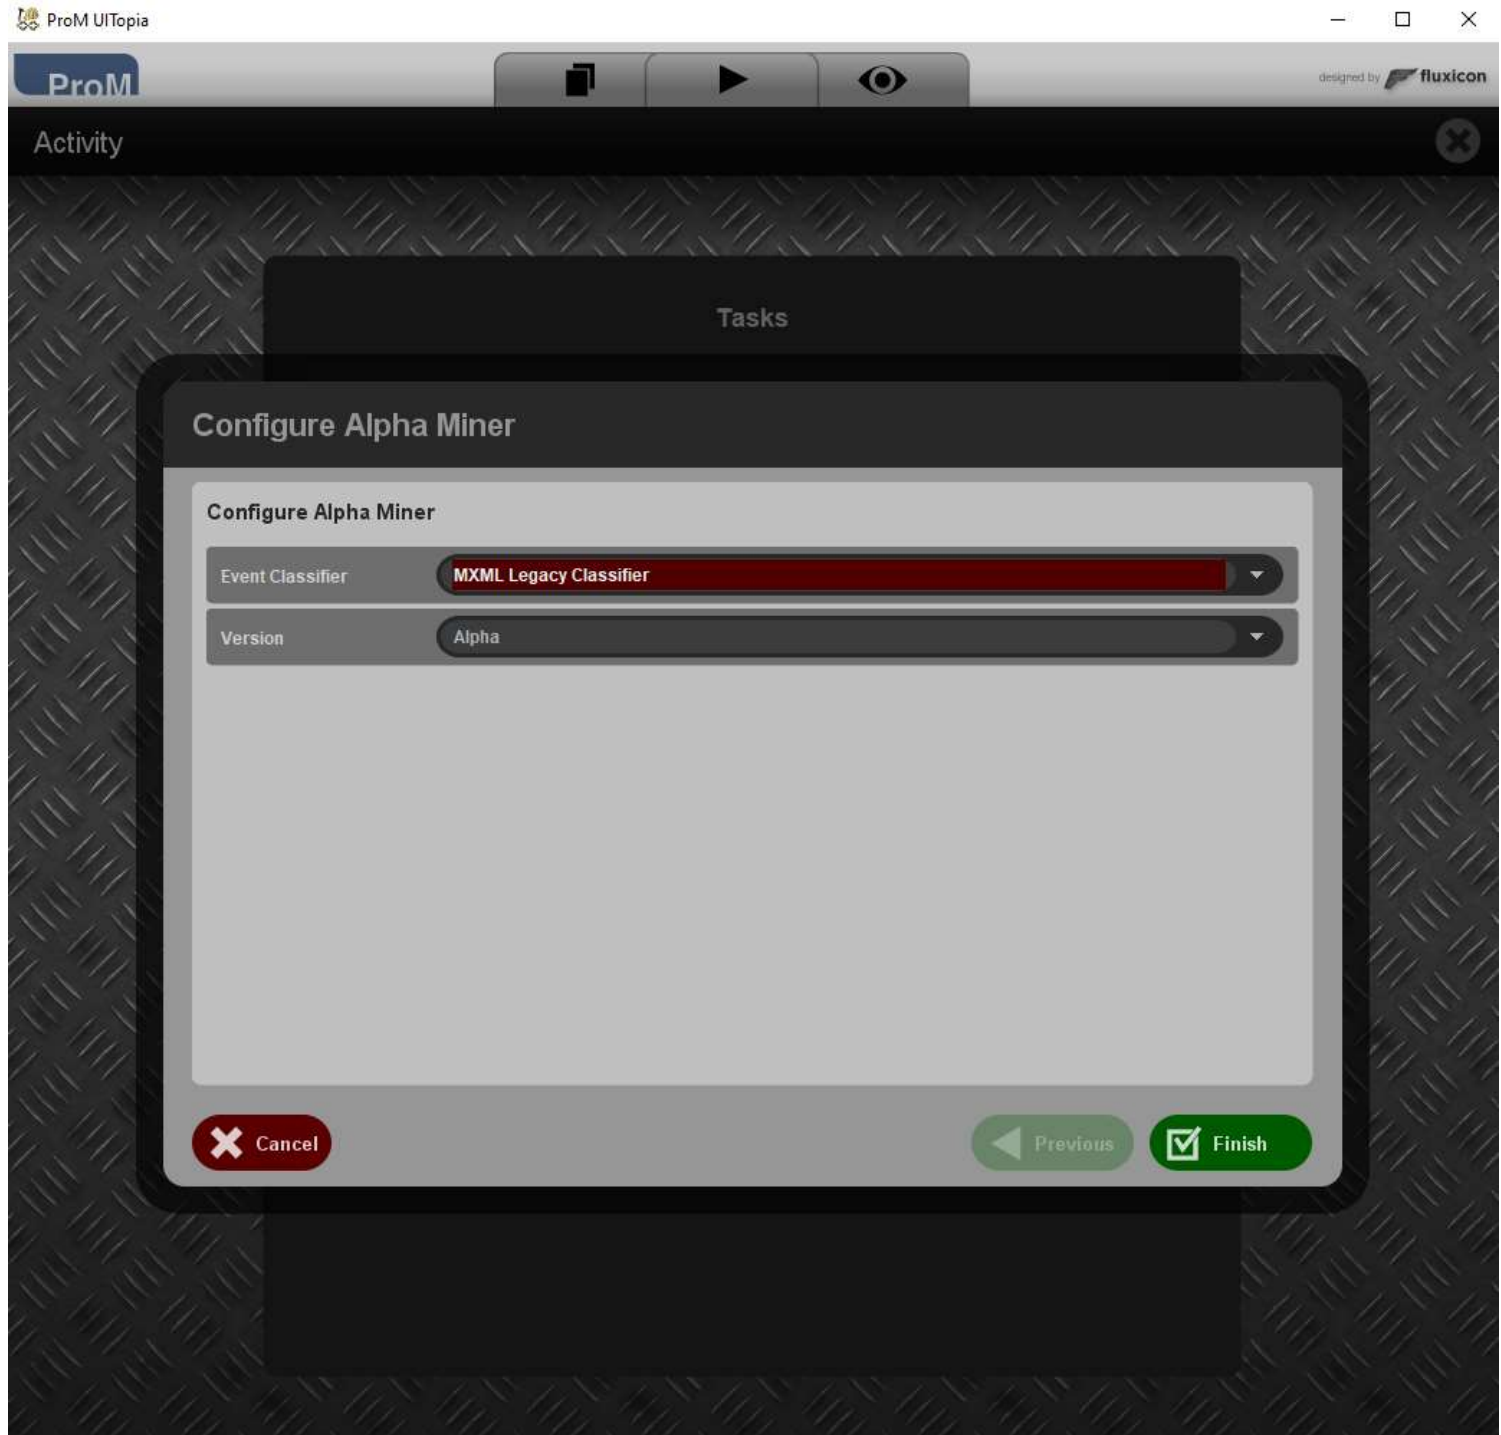 ProM UITopia
ProM
designed by fluxicon
Activity
Tasks
Configure Alpha Miner
Configure Alpha Miner
Event Classifier MXML Legacy Classifier
Version Alpha
Cancel Previous Finish